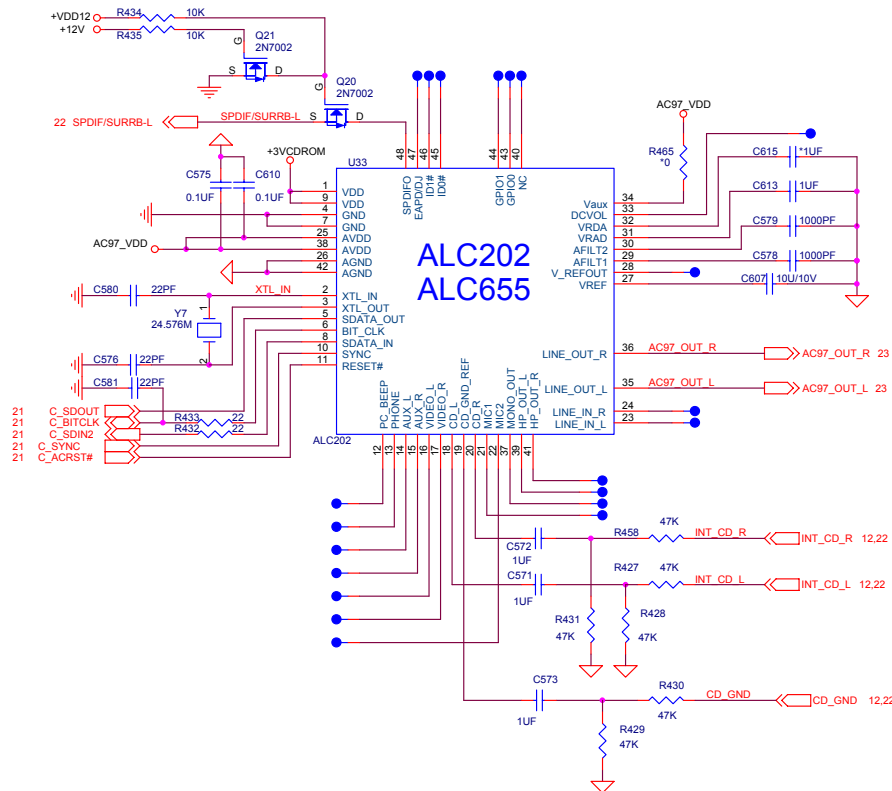 +VDD12
R434
10K
+12V
R435
10K
Q21
2N7002
G
S
D
Q20
2N7002
G
22 SPDIF/SURRB-L
SPDIF/SURRB-L
S
D
+3VCDROM
C575
0.1UF
C610
0.1UF
AC97_VDD
U33
48
47
46
45
44
43
40
SPDIFO
EAPD/DJ
ID1#
ID0#
GPIO1
GPIO0
NC
AC97_VDD
R465
*0
C615
*1UF
C613
1UF
C579
1000PF
C578
1000PF
C607
10U/10V
1 VDD
9 VDD
4 GND
7 GND
25 AVDD
38 AVDD
26 AGND
42 AGND
2 XTL_IN
3 XTL_OUT
5 SDATA_OUT
6 BIT_CLK
8 SDATA_IN
10 SYNC
11 RESET#
ALC202
ALC655
Vaux 34
DCVOL 33
VRDA 32
VRAD 31
AFILT2 30
AFILT1 29
V_REFOUT 28
VREF 27
LINE_OUT_R 36
AC97_OUT_R
AC97_OUT_R 23
LINE_OUT_L 35
AC97_OUT_L
AC97_OUT_L 23
LINE_IN_R 24
LINE_IN_L 23
C580
22PF
XTL_IN
Y7
24.576M
1
2
C576
22PF
C581
22PF
21 C_SDOUT
21 C_BITCLK
R433
22
21 C_SDIN2
R432
22
21 C_SYNC
21 C_ACRST#
ALC202
PC_BEEP
PHONE
AUX_L
AUX_R
VIDEO_L
VIDEO_R
CD_L
CD_GND_REF
CD_R
MIC1
MIC2
MONO_OUT
HP_OUT_L
HP_OUT_R
12
13
14
15
16
17
18
19
20
21
22
37
39
41
C572
1UF
R458
47K
INT_CD_R
INT_CD_R 12,22
C571
1UF
R427
47K
INT_CD_L
INT_CD_L 12,22
R431
47K
R428
47K
C573
1UF
R430
47K
CD_GND
CD_GND 12,22
R429
47K